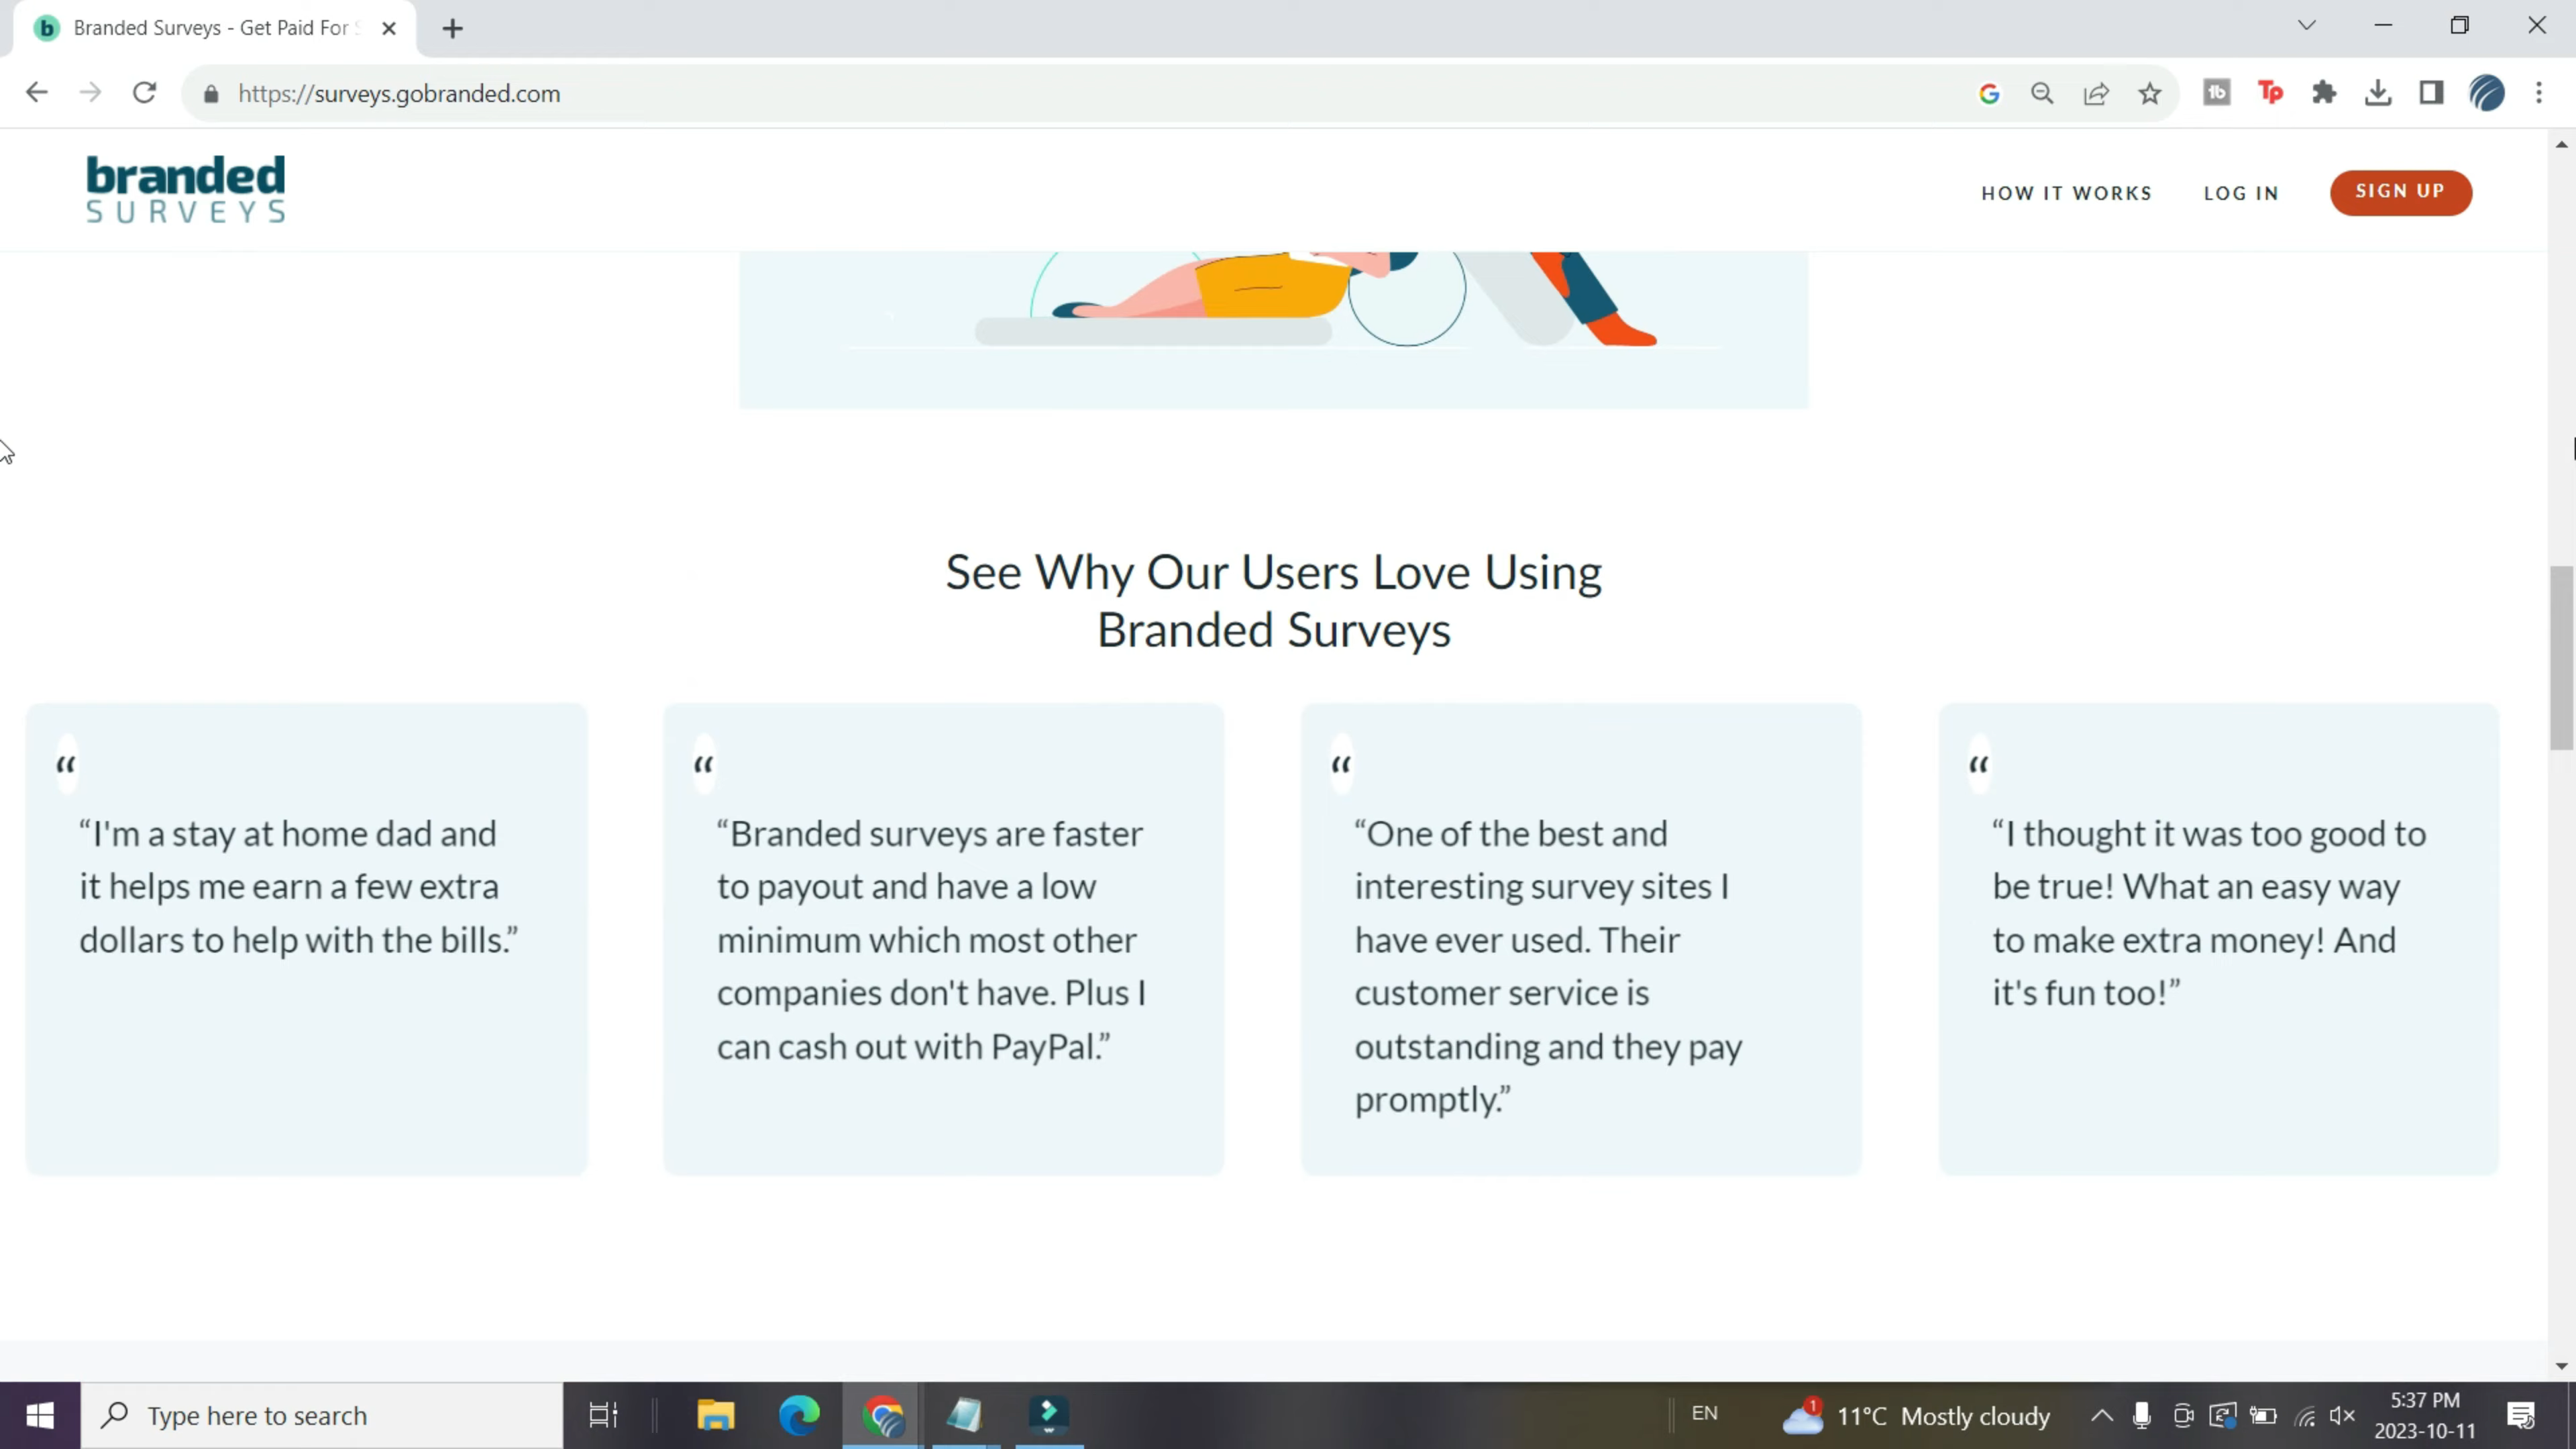 Branded Surveys - Get Paid For S
https://surveys.gobranded.com
branded
SURVEYS
HOW IT WORKS
LOG IN
SIGN UP
See Why Our Users Love Using
Branded Surveys
“
“I'm a stay at home dad and
it helps me earn a few extra
dollars to help with the bills.”
“
“Branded surveys are faster
to payout and have a low
minimum which most other
companies don't have. Plus I
can cash out with PayPal.”
“
“One of the best and
interesting survey sites I
have ever used. Their
customer service is
outstanding and they pay
promptly.”
“
“I thought it was too good to
be true! What an easy way
to make extra money! And
it's fun too!”
Type here to search
EN
1
11°C Mostly cloudy
5:37 PM
2023-10-11